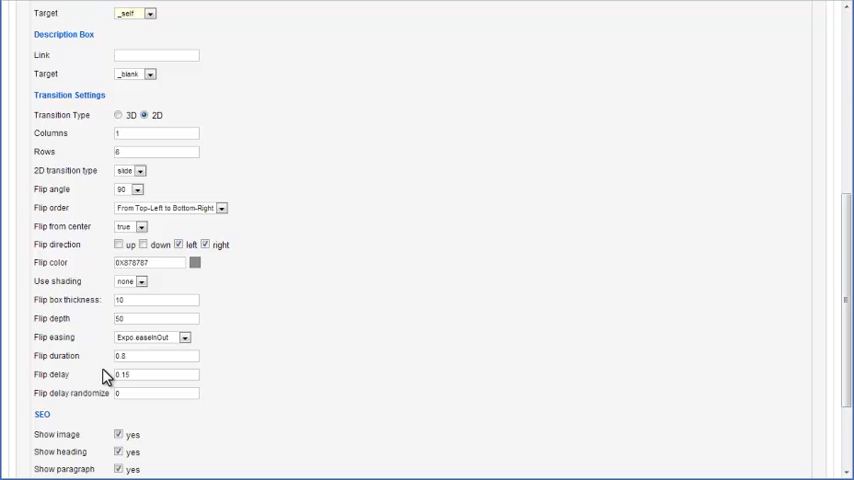 Target _self
Description Box
Link
Target _blank
Transition Settings
Transition Type 3D 2D
Columns 1
Rows 6
2D transition type slide
Flip angle 90
Flip order From Top-Left to Bottom-Right
Flip from center true
Flip direction up down left right
Flip color 0X878787
Use shading none
Flip box thickness: 10
Flip depth 50
Flip easing Expo.easeInOut
Flip duration 0.8
Flip delay 0.15
Flip delay randomize 0
SEO
Show image yes
Show heading yes
Show paragraph yes